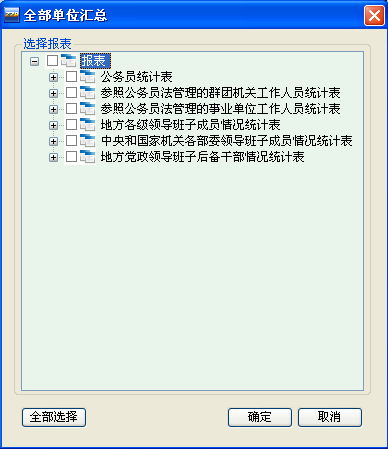 全部单位汇总
选择报表
报表
公务员统计表
参照公务员法管理的群团机关工作人员统计表
参照公务员法管理的事业单位工作人员统计表
地方各级领导班子成员情况统计表
中央和国家机关各部委领导班子成员情况统计表
地方党政领导班子后备干部情况统计表
全部选择 确定 取消